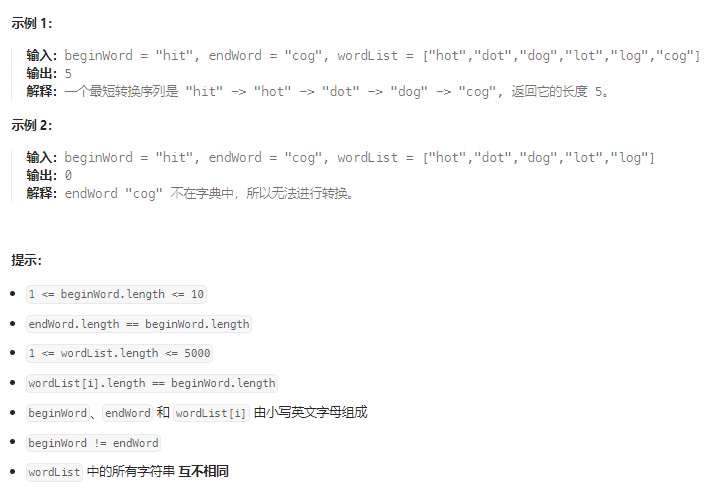 示例 1:
输入: beginWord = "hit", endWord = "cog", wordList = ["hot","dot","dog","lot","log","cog"]
输出: 5
解释: 一个最短转换序列是 "hit" -> "hot" -> "dot" -> "dog" -> "cog", 返回它的长度 5。
示例 2:
输入: beginWord = "hit", endWord = "cog", wordList = ["hot","dot","dog","lot","log"]
输出: 0
解释: endWord "cog" 不在字典中，所以无法进行转换。
提示:
1 <= beginWord.length <= 10
endWord.length == beginWord.length
1 <= wordList.length <= 5000
wordList[i].length == beginWord.length
beginWord、endWord 和 wordList[i] 由小写英文字母组成
beginWord != endWord
wordList 中的所有字符串 互不相同